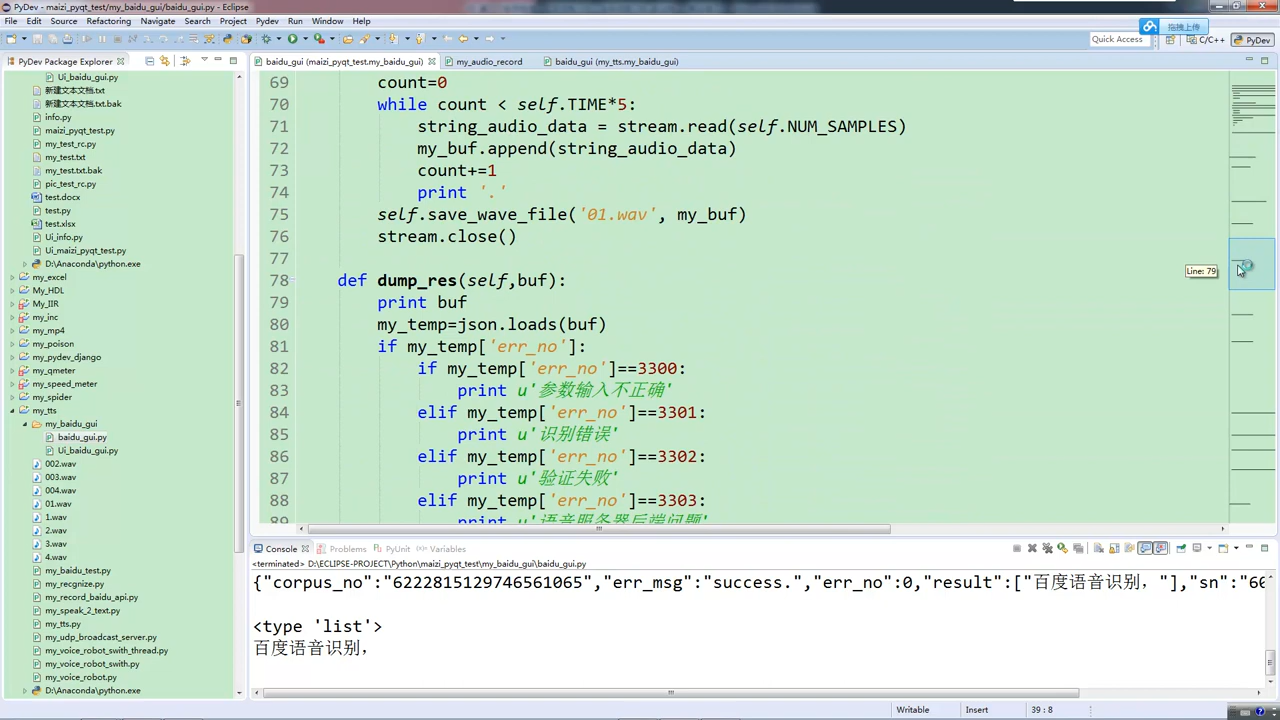 PyDev - maizi_pyqt_test/my_baidu_gui/baidu_gui.py - Eclipse
File Edit Source Refactoring Navigate Search Project Pydev Run Window Help
拖拽上传
Quick Access
C/C++
PyDev
PyDev Package Explorer
baidu_gui (maizi_pyqt_test.my_baidu_gui)
my_audio_record
baidu_gui (my_tts.my_baidu_gui)
Ui_baidu_gui.py
新建文本文档.txt
新建文本文档.txt.bak
info.py
maizi_pyqt_test.py
my_test_rc.py
my_test.txt
my_test.txt.bak
pic_test_rc.py
test.docx
test.py
test.xlsx
Ui_info.py
Ui_maizi_pyqt_test.py
D:\Anaconda\python.exe
my_excel
My_HDL
My_IIR
my_inc
my_mp4
my_poison
my_pydev_django
my_qmeter
my_speed_meter
my_spider
my_tts
my_baidu_gui
baidu_gui.py
Ui_baidu_gui.py
002.wav
003.wav
004.wav
01.wav
1.wav
2.wav
3.wav
4.wav
my_baidu_test.py
my_recgnize.py
my_record_baidu_api.py
my_speak_2_text.py
my_tts.py
my_udp_broadcast_server.py
my_voice_robot_swith_thread.py
my_voice_robot_swith.py
my_voice_robot.py
D:\Anaconda\python.exe
69 count=0
70 while count < self.TIME*5:
71 string_audio_data = stream.read(self.NUM_SAMPLES)
72 my_buf.append(string_audio_data)
73 count+=1
74 print '.'
75 self.save_wave_file('01.wav', my_buf)
76 stream.close()
77
78 def dump_res(self,buf):
79 print buf
80 my_temp=json.loads(buf)
81 if my_temp['err_no']:
82 if my_temp['err_no']==3300:
83 print u'参数输入不正确'
84 elif my_temp['err_no']==3301:
85 print u'识别错误'
86 elif my_temp['err_no']==3302:
87 print u'验证失败'
88 elif my_temp['err_no']==3303:
89 print u'语音服务器后端问题'
Line: 79
Console Problems PyUnit Variables
<terminated> D:\ECLIPSE-PROJECT\Python\maizi_pyqt_test\my_baidu_gui\baidu_gui.py
{"corpus_no":"6222815129746561065","err_msg":"success.","err_no":0,"result":["百度语音识别，"],"sn":"60
<type 'list'>
百度语音识别，
Writable Insert 39 : 8